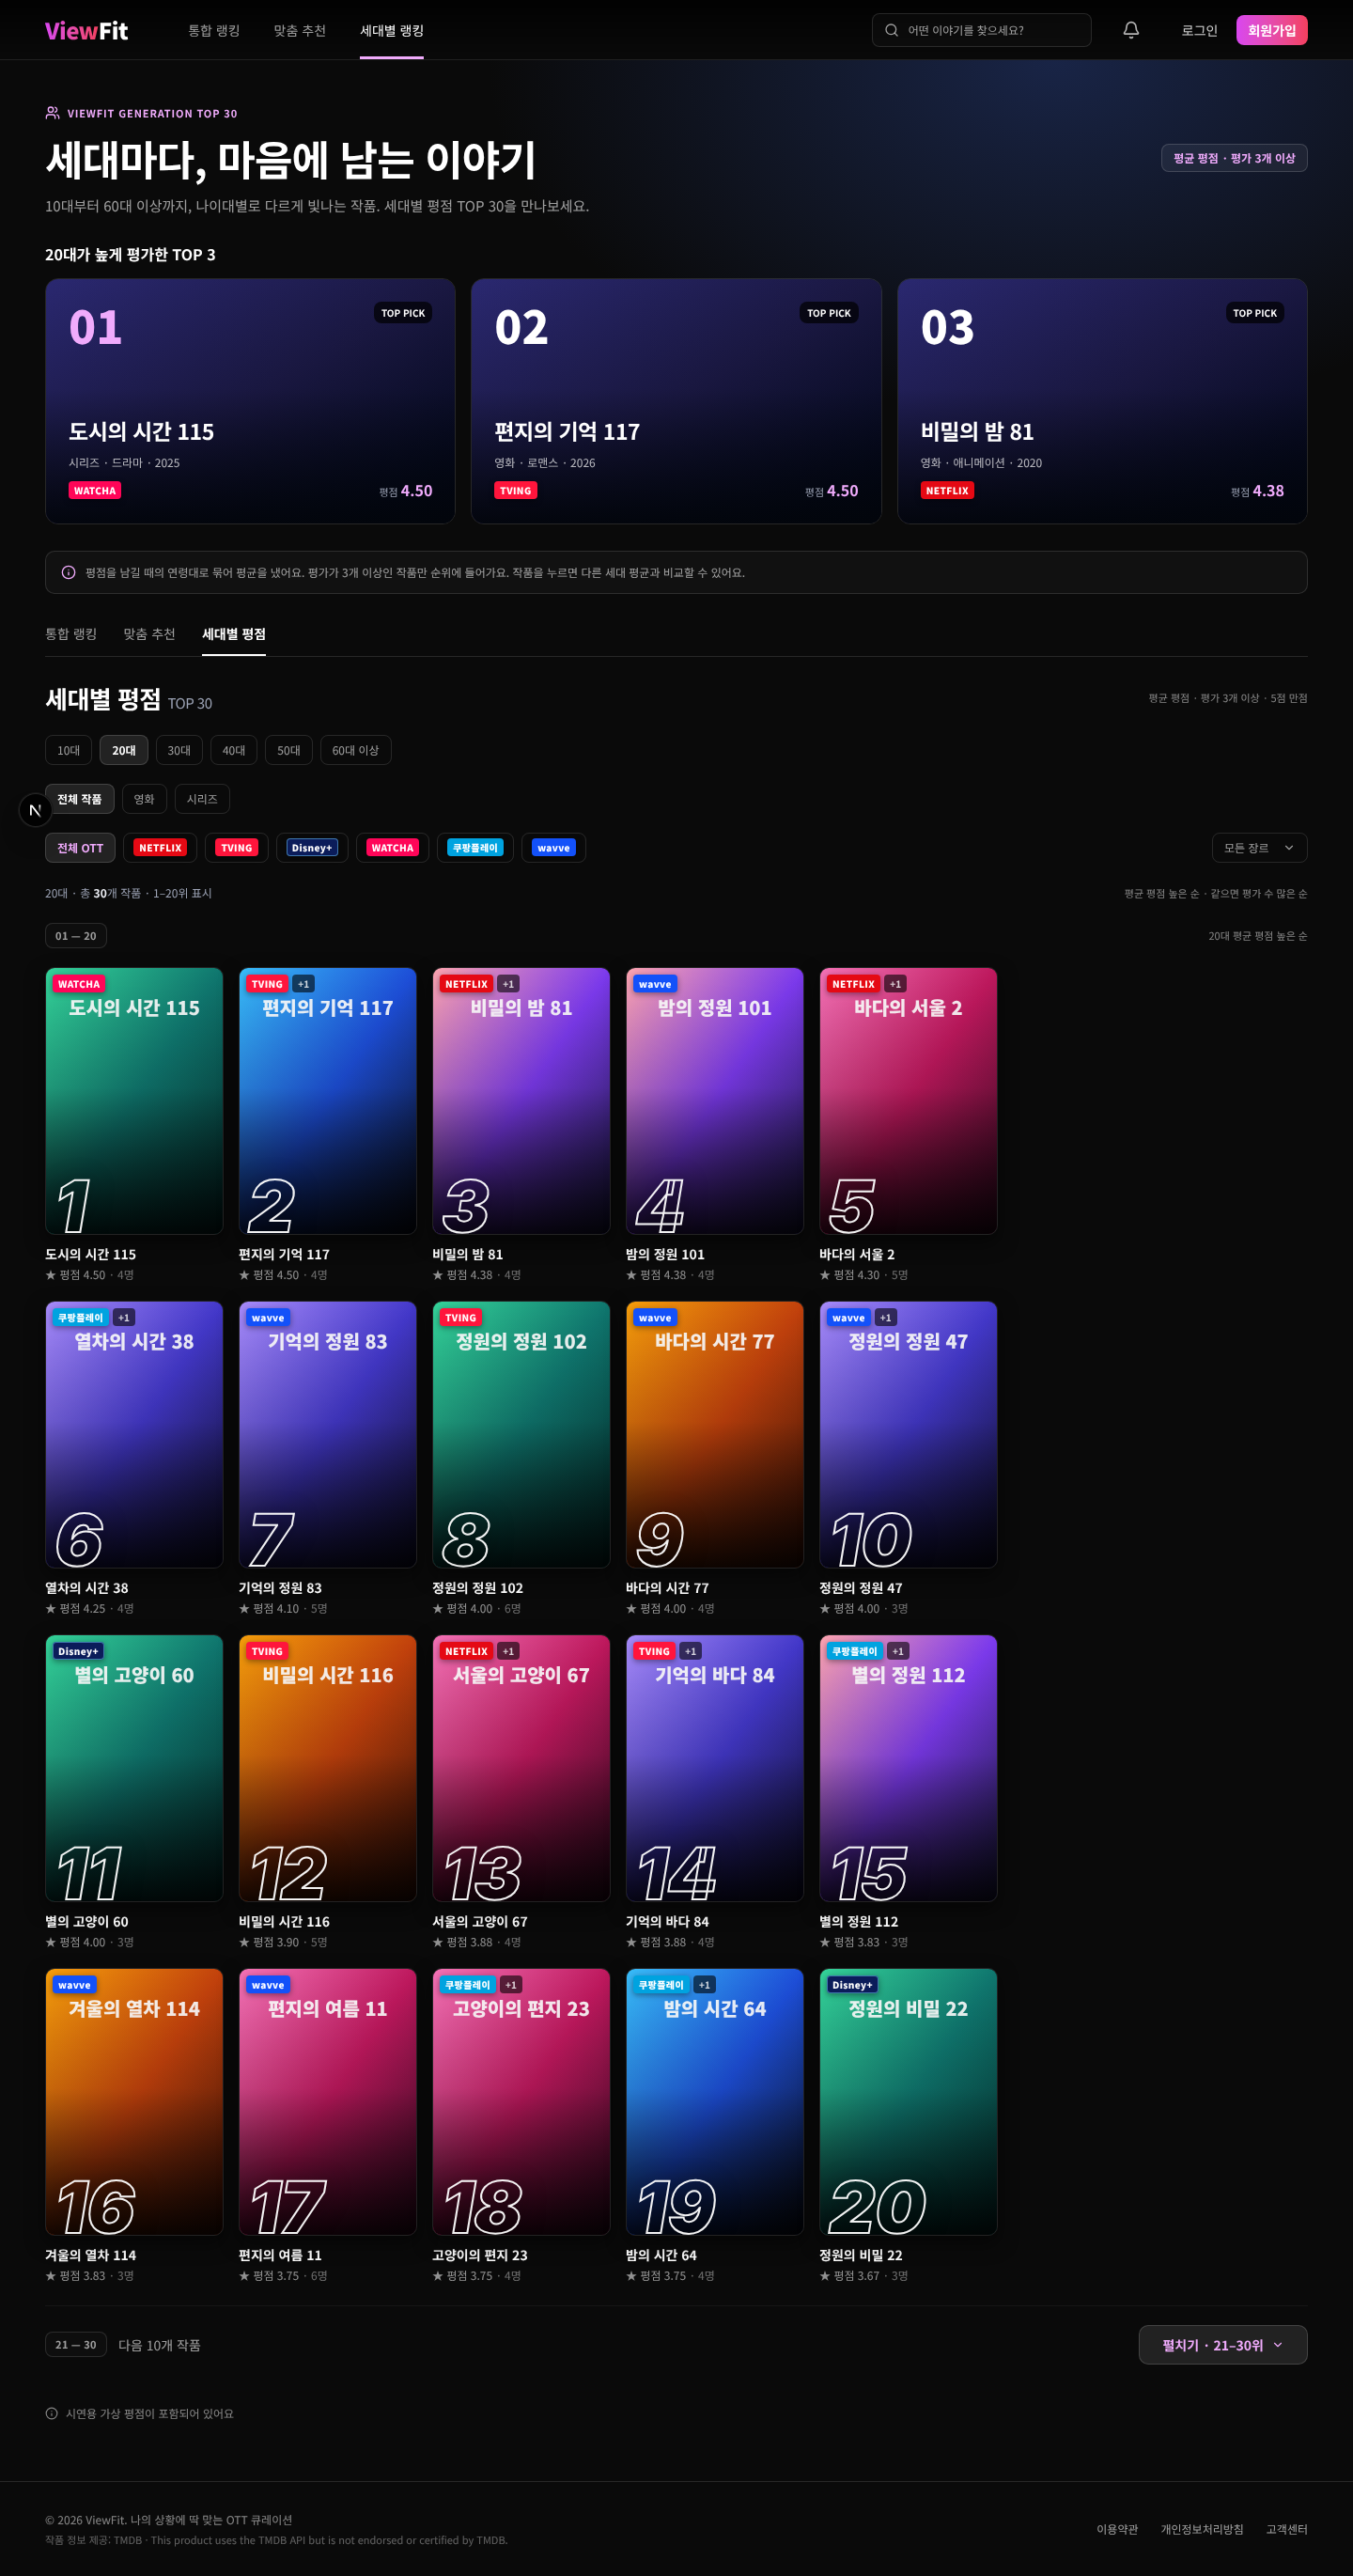 ViewFit 통합 랭킹 맞춤 추천 세대별 랭킹 어떤 이야기를 찾으세요? 로그인 회원가입
VIEWFIT GENERATION TOP 30
세대마다, 마음에 남는 이야기
평균 평점 · 평가 3개 이상
10대부터 60대 이상까지, 나이대별로 다르게 빛나는 작품. 세대별 평점 TOP 30을 만나보세요.
20대가 높게 평가한 TOP 3
01 TOP PICK
도시의 시간 115
시리즈 · 드라마 · 2025
WATCHA 평점 4.50
02 TOP PICK
편지의 기억 117
영화 · 로맨스 · 2026
TVING 평점 4.50
03 TOP PICK
비밀의 밤 81
영화 · 애니메이션 · 2020
NETFLIX 평점 4.38
평점을 남길 때의 연령대로 묶어 평균을 냈어요. 평가가 3개 이상인 작품만 순위에 들어가요. 작품을 누르면 다른 세대 평균과 비교할 수 있어요.
통합 랭킹 맞춤 추천 세대별 평점
세대별 평점 TOP 30 평균 평점 · 평가 3개 이상 · 5점 만점
10대 20대 30대 40대 50대 60대 이상
전체 작품 영화 시리즈
N
전체 OTT NETFLIX TVING Disney+ WATCHA 쿠팡플레이 wavve 모든 장르
20대 · 총 30개 작품 · 1–20위 표시 평균 평점 높은 순 · 같으면 평가 수 많은 순
01 — 20 20대 평균 평점 높은 순
WATCHA
도시의 시간 115
1
도시의 시간 115
★ 평점 4.50 · 4명
TVING +1
편지의 기억 117
2
편지의 기억 117
★ 평점 4.50 · 4명
NETFLIX +1
비밀의 밤 81
3
비밀의 밤 81
★ 평점 4.38 · 4명
wavve
밤의 정원 101
4
밤의 정원 101
★ 평점 4.38 · 4명
NETFLIX +1
바다의 서울 2
5
바다의 서울 2
★ 평점 4.30 · 5명
쿠팡플레이 +1
열차의 시간 38
6
열차의 시간 38
★ 평점 4.25 · 4명
wavve
기억의 정원 83
7
기억의 정원 83
★ 평점 4.10 · 5명
TVING
정원의 정원 102
8
정원의 정원 102
★ 평점 4.00 · 6명
wavve
바다의 시간 77
9
바다의 시간 77
★ 평점 4.00 · 4명
wavve +1
정원의 정원 47
10
정원의 정원 47
★ 평점 4.00 · 3명
Disney+
별의 고양이 60
11
별의 고양이 60
★ 평점 4.00 · 3명
TVING
비밀의 시간 116
12
비밀의 시간 116
★ 평점 3.90 · 5명
NETFLIX +1
서울의 고양이 67
13
서울의 고양이 67
★ 평점 3.88 · 4명
TVING +1
기억의 바다 84
14
기억의 바다 84
★ 평점 3.88 · 4명
쿠팡플레이 +1
별의 정원 112
15
별의 정원 112
★ 평점 3.83 · 3명
wavve
겨울의 열차 114
16
겨울의 열차 114
★ 평점 3.83 · 3명
wavve
편지의 여름 11
17
편지의 여름 11
★ 평점 3.75 · 6명
쿠팡플레이 +1
고양이의 편지 23
18
고양이의 편지 23
★ 평점 3.75 · 4명
쿠팡플레이 +1
밤의 시간 64
19
밤의 시간 64
★ 평점 3.75 · 4명
Disney+
정원의 비밀 22
20
정원의 비밀 22
★ 평점 3.67 · 3명
21 — 30 다음 10개 작품 펼치기 · 21–30위
시연용 가상 평점이 포함되어 있어요
© 2026 ViewFit. 나의 상황에 딱 맞는 OTT 큐레이션
작품 정보 제공: TMDB · This product uses the TMDB API but is not endorsed or certified by TMDB.
이용약관 개인정보처리방침 고객센터